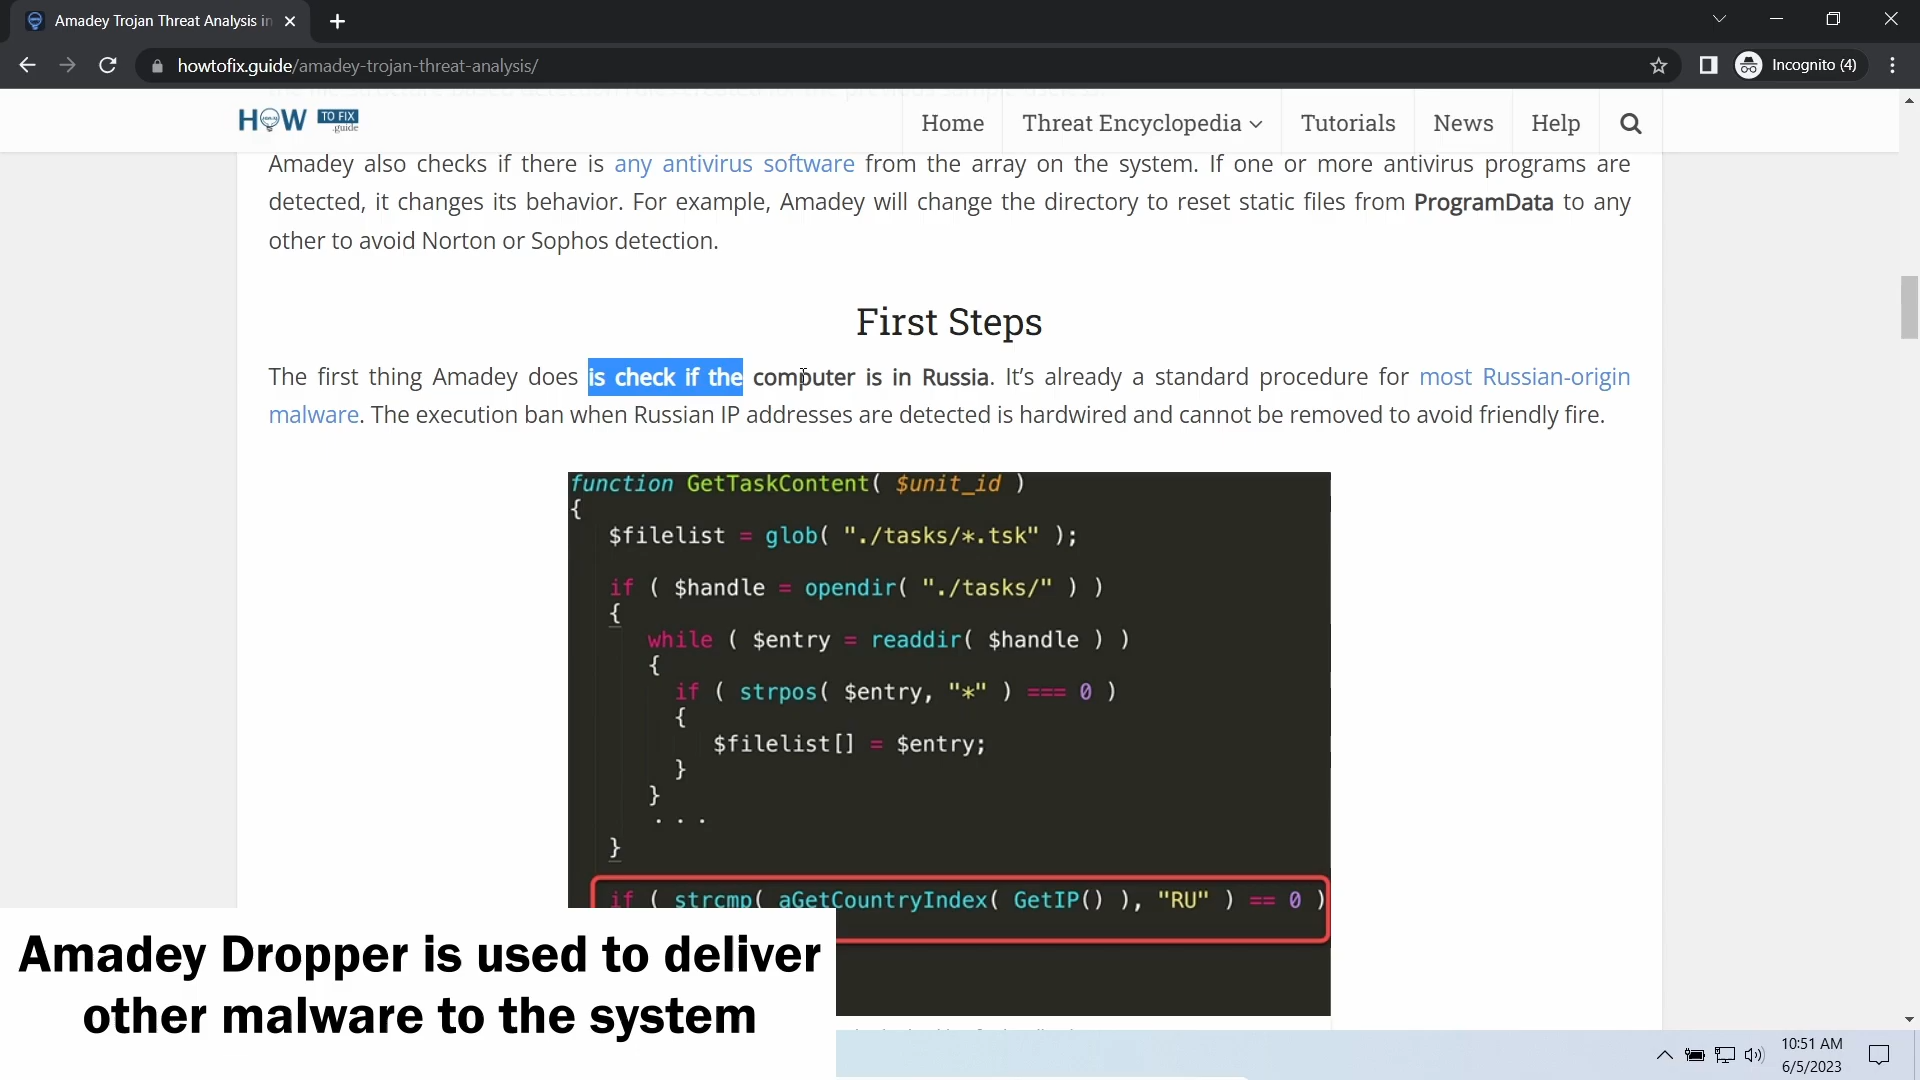 Amadey Trojan Threat Analysis in
howtofix.guide/amadey-trojan-threat-analysis/
Incognito (4)
HOW TO FIX .guide
Home Threat Encyclopedia Tutorials News Help
Amadey also checks if there is any antivirus software from the array on the system. If one or more antivirus programs are
detected, it changes its behavior. For example, Amadey will change the directory to reset static files from ProgramData to any
other to avoid Norton or Sophos detection.
First Steps
The first thing Amadey does is check if the computer is in Russia. It’s already a standard procedure for most Russian-origin
malware. The execution ban when Russian IP addresses are detected is hardwired and cannot be removed to avoid friendly fire.
function GetTaskContent( $unit_id )
{
$filelist = glob( "./tasks/*.tsk" );
if ( $handle = opendir( "./tasks/" ) )
{
while ( $entry = readdir( $handle ) )
{
if ( strpos( $entry, "*" ) === 0 )
{
$filelist[] = $entry;
}
}
. . .
}
if ( strcmp( aGetCountryIndex( GetIP() ), "RU" ) == 0 )
Amadey Dropper is used to deliver
other malware to the system
10:51 AM
6/5/2023